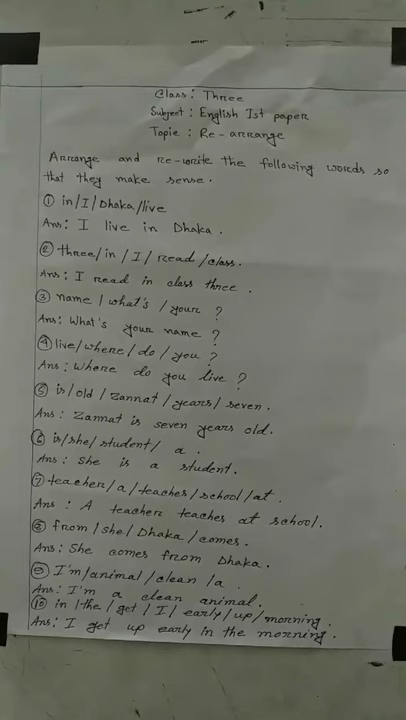 Class: Three
Subject: English Ist paper
Topie: Re-arrange
Arrange and re-write the following words so
that they make sense.
① in/I/Dhaka/live
Ans: I live in Dhaka.
② three/in/I/read/class.
Ans: I read in class three.
③ name/what's/your?
Ans: What's your name?
④ live/where/do/you?
Ans: Where do you live?
⑤ is/old/Zannat/years/seven.
Ans: Zannat is seven years old.
⑥ is/she/student/a.
Ans: She is a student.
⑦ teacher/a/teaches/school/at.
Ans: A teacher teaches at school.
⑧ from/she/Dhaka/comes.
Ans: She comes from Dhaka.
⑨ I'm/animal/clean/a.
Ans: I'm a clean animal.
⑩ in/the/get/I/early/up/morning.
Ans: I get up early in the morning.